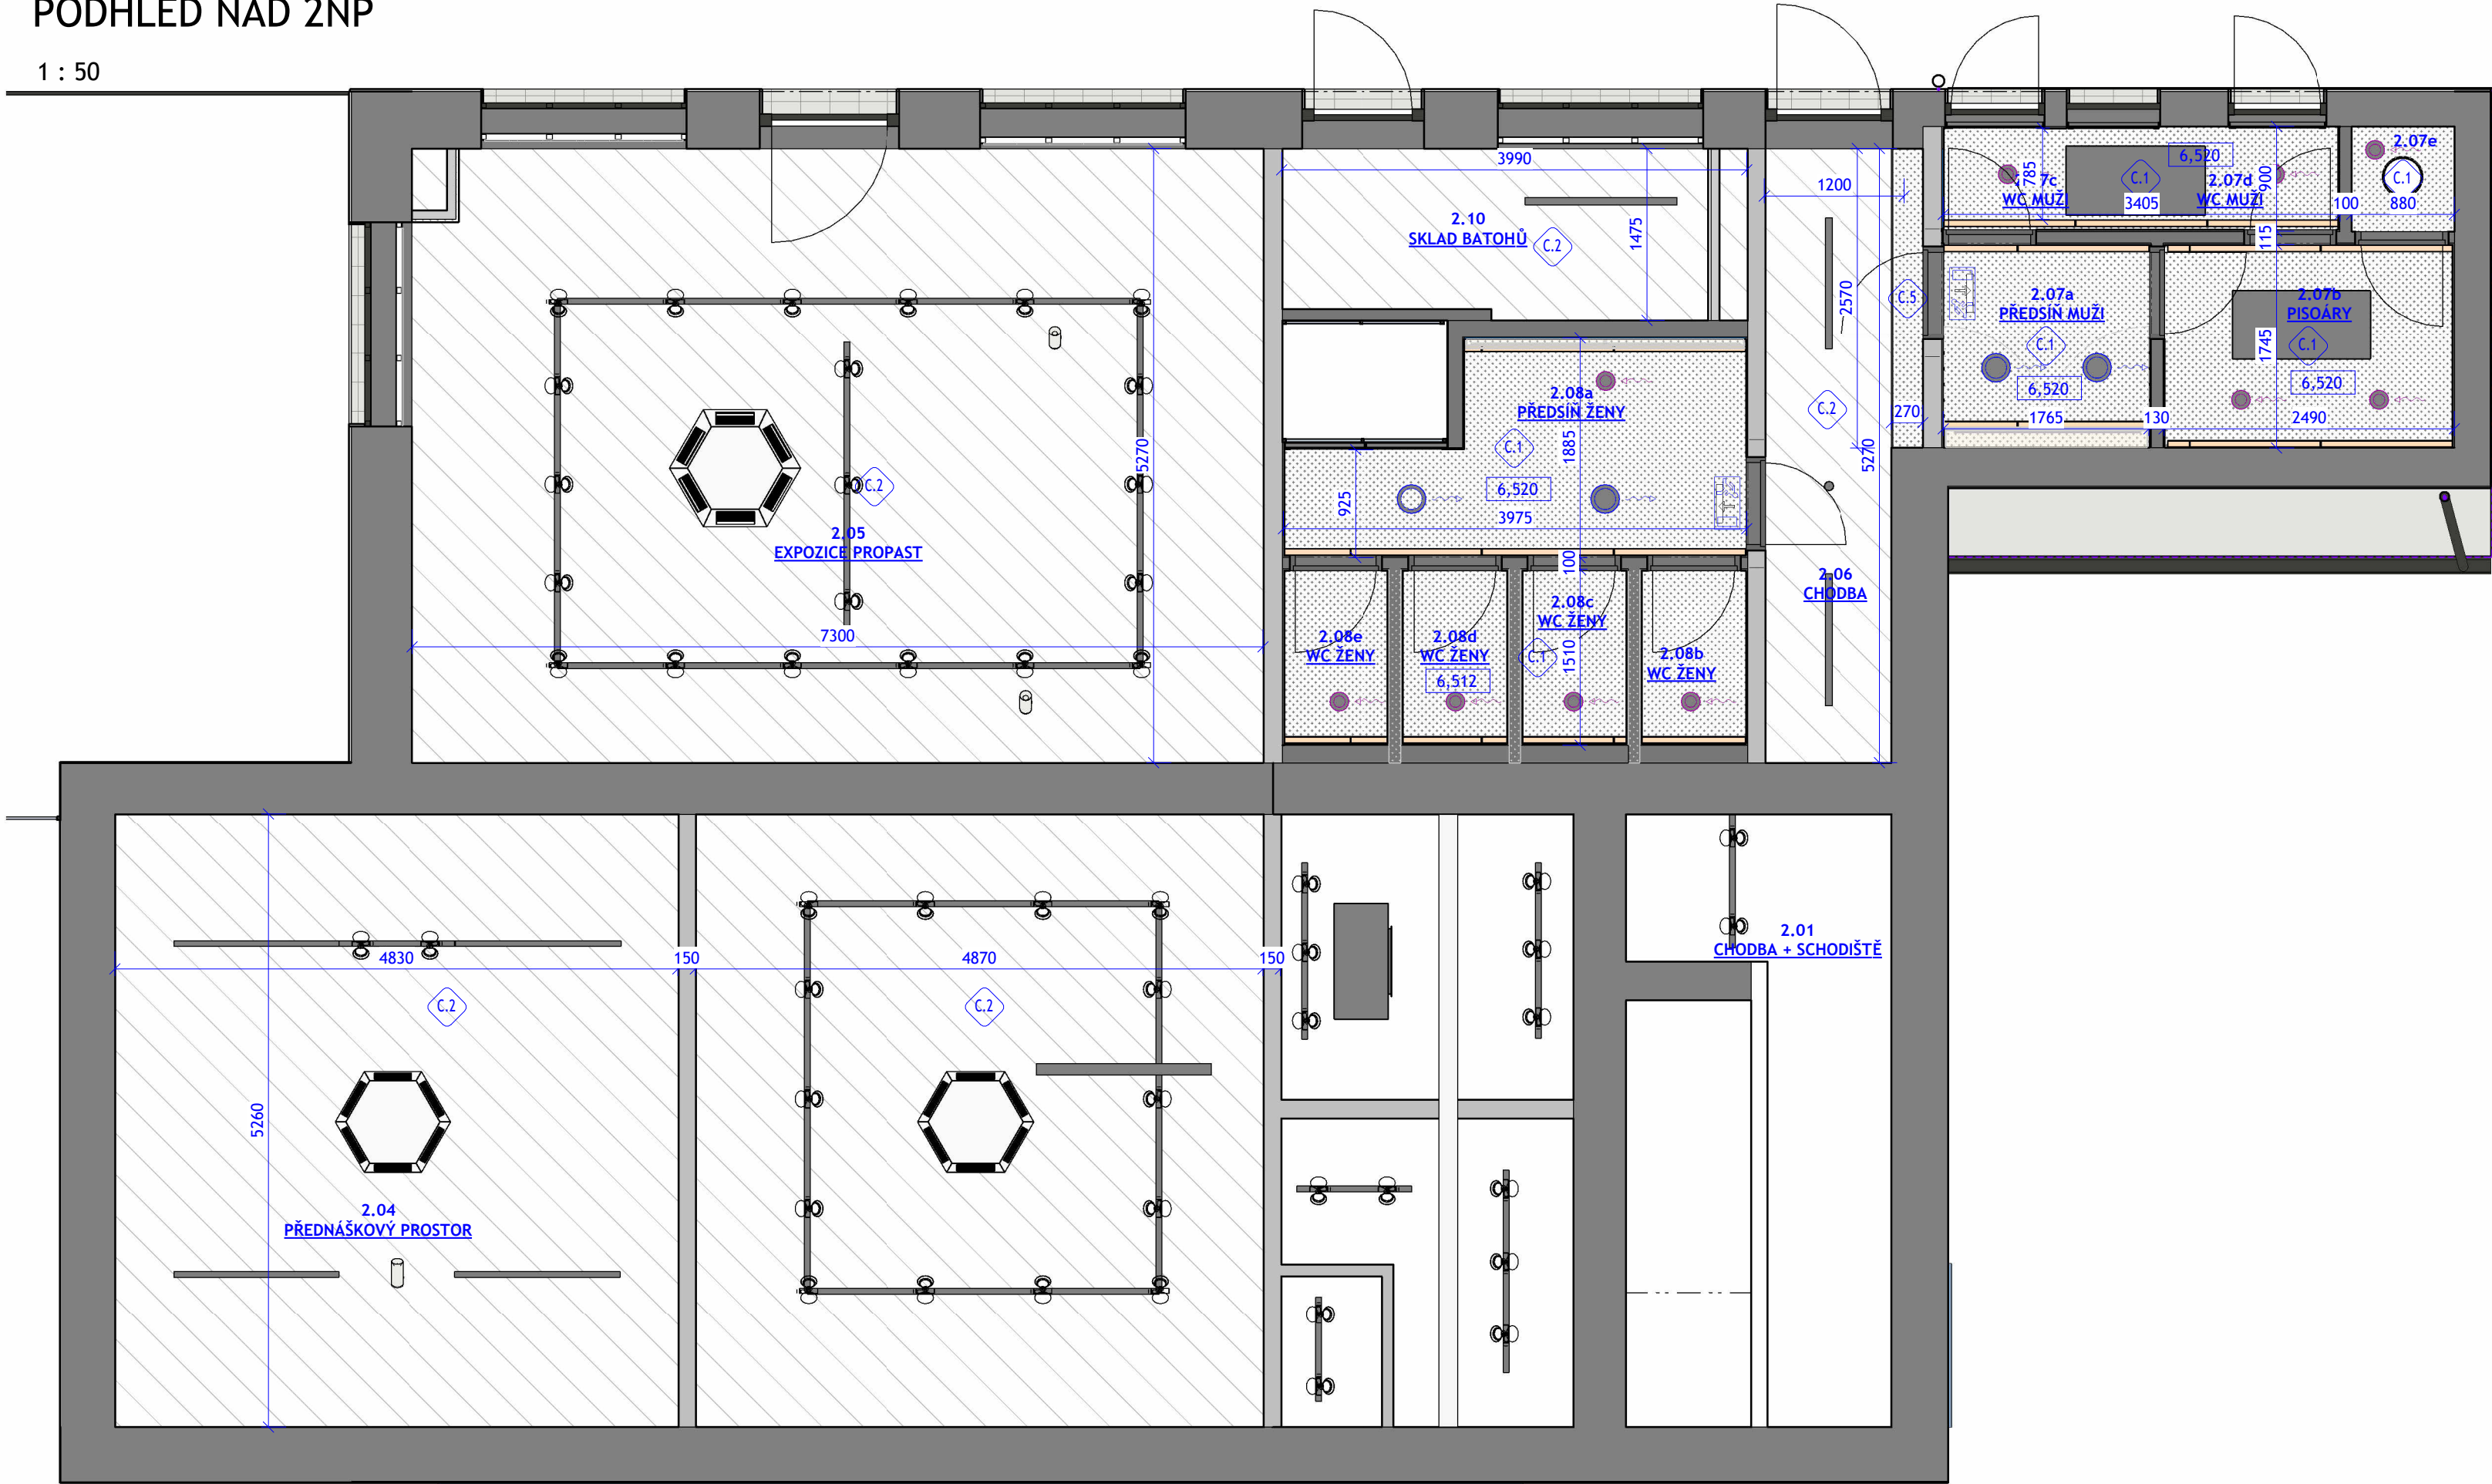 PODHLED NAD 2NP
1 : 50
3990
1200
2.10
SKLAD BATOHŮ
C.2
1475
785
7c
WC MUŽI
C.1
3405
6,520
2.07d
WC MUŽI
900
2.07e
C.1
100
880
115
2570
C.5
2.07a
PŘEDSÍŇ MUŽI
C.1
6,520
1765
130
2.07b
PISOÁRY
C.1
1745
6,520
2490
270
C.2
5270
2.08a
PŘEDSÍŇ ŽENY
C.1
1885
6,520
925
3975
100
5270
C.2
2.05
EXPOZICE PROPAST
7300
2.06
CHODBA
2.08e
WC ŽENY
2.08d
WC ŽENY
6,512
2.08c
WC ŽENY
C.1
1510
2.08b
WC ŽENY
4830
150
4870
150
C.2
C.2
2.01
CHODBA + SCHODIŠTĚ
5260
2.04
PŘEDNÁŠKOVÝ PROSTOR